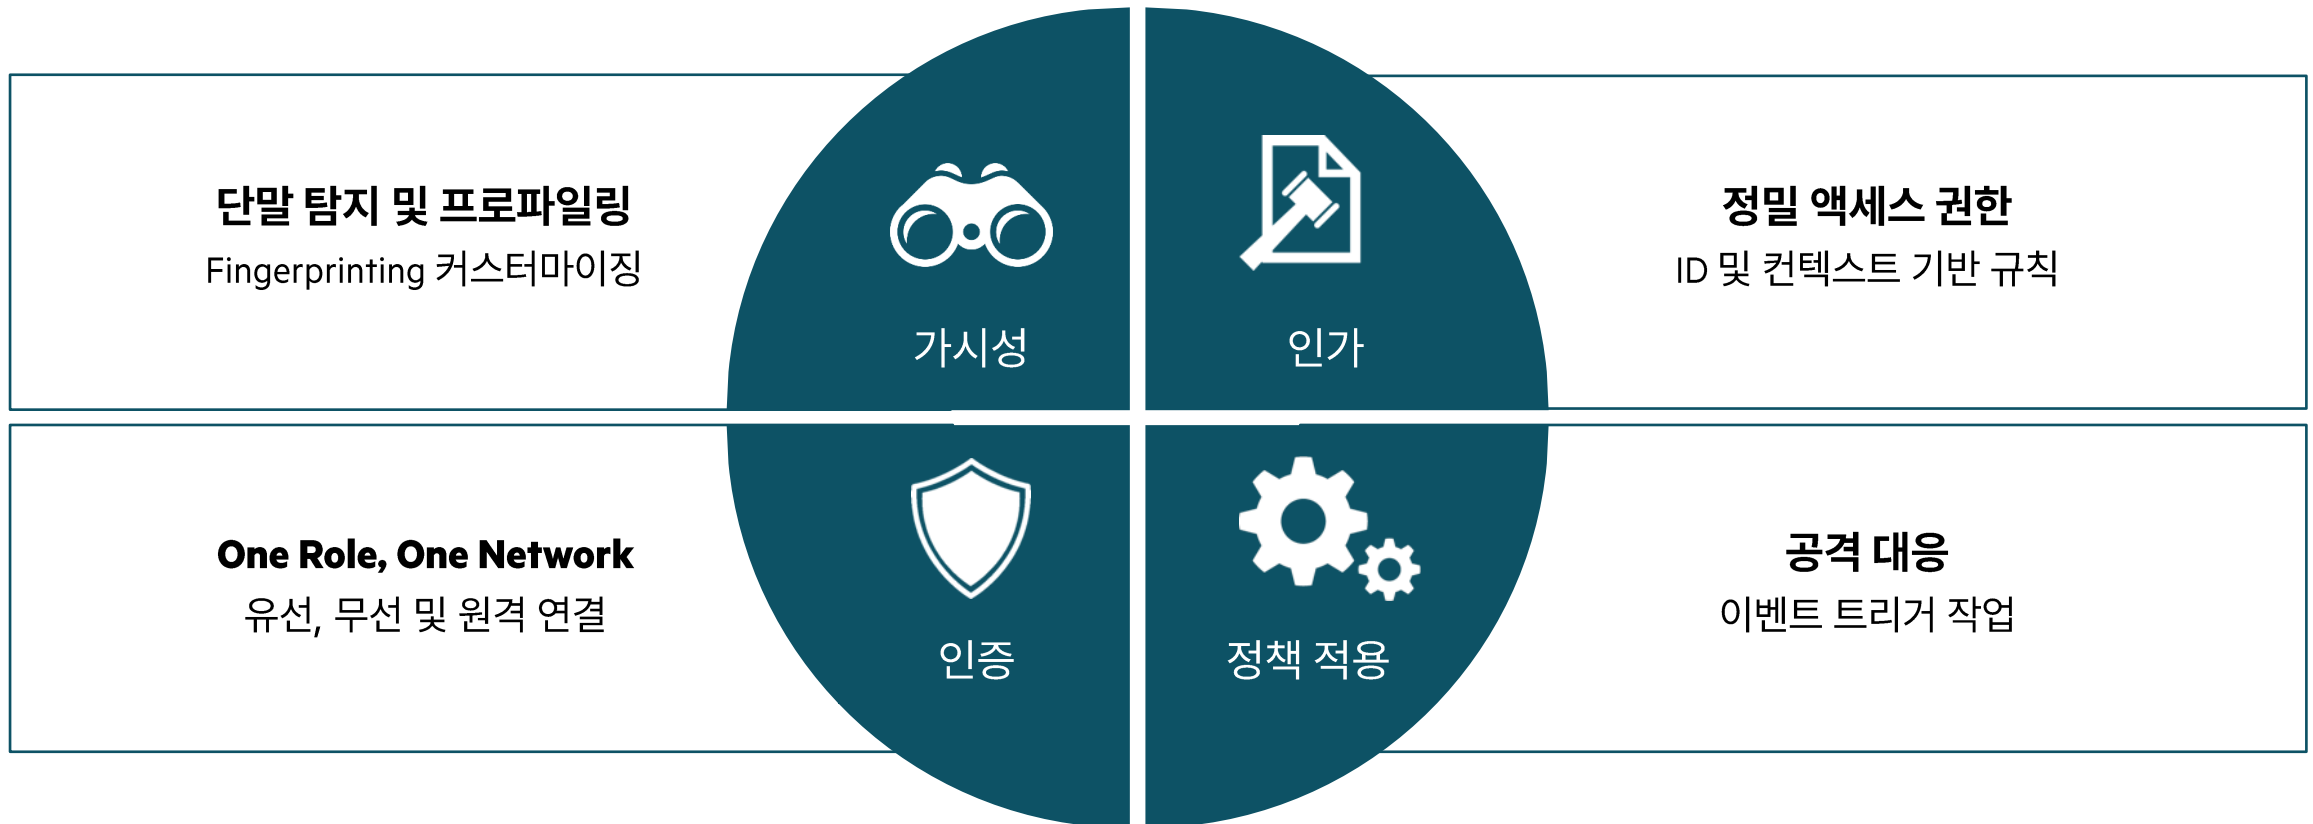 단말 탐지 및 프로파일링
Fingerprinting 커스터마이징
가시성
인가
정밀 액세스 권한
ID 및 컨텍스트 기반 규칙
One Role, One Network
유선, 무선 및 원격 연결
인증
정책 적용
공격 대응
이벤트 트리거 작업